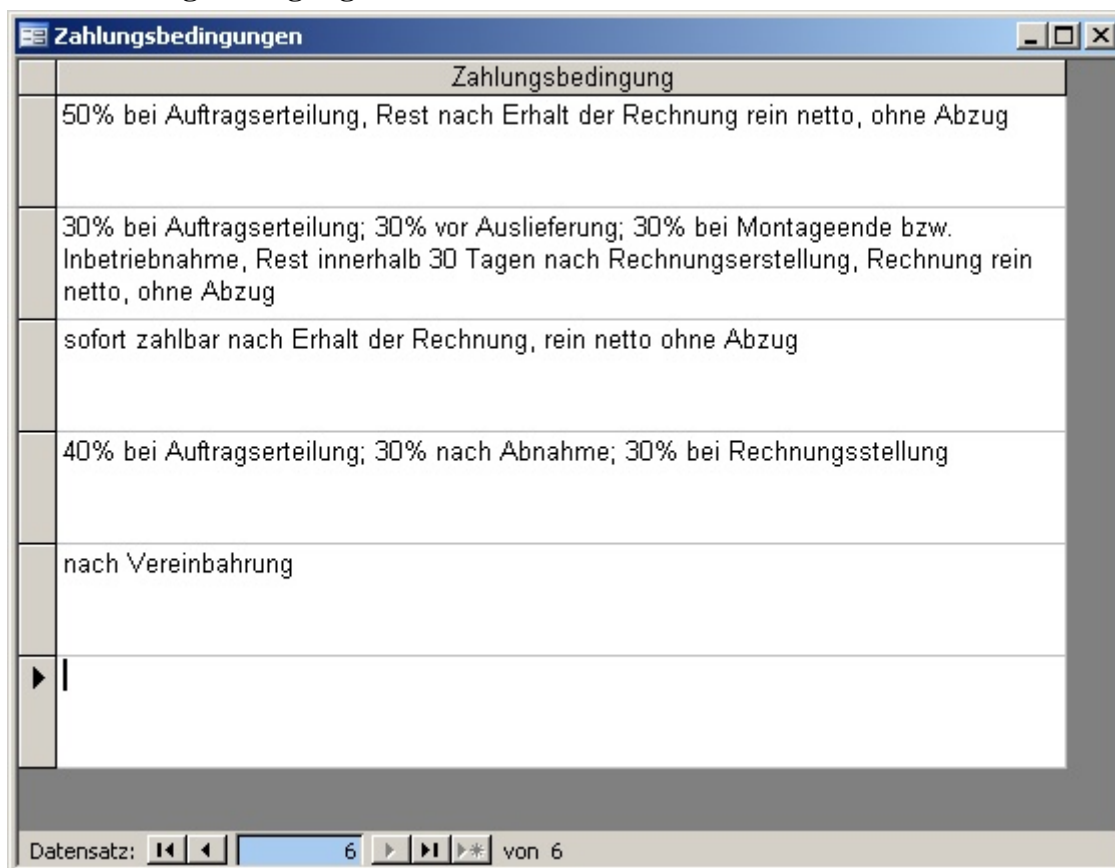 Zahlungsbedingungen
Zahlungsbedingung
50% bei Auftragserteilung, Rest nach Erhalt der Rechnung rein netto, ohne Abzug
30% bei Auftragserteilung; 30% vor Auslieferung; 30% bei Montageende bzw.
Inbetriebnahme, Rest innerhalb 30 Tagen nach Rechnungserstellung, Rechnung rein
netto, ohne Abzug
sofort zahlbar nach Erhalt der Rechnung, rein netto ohne Abzug
40% bei Auftragserteilung; 30% nach Abnahme; 30% bei Rechnungsstellung
nach Vereinbahrung
Datensatz: 6 von 6